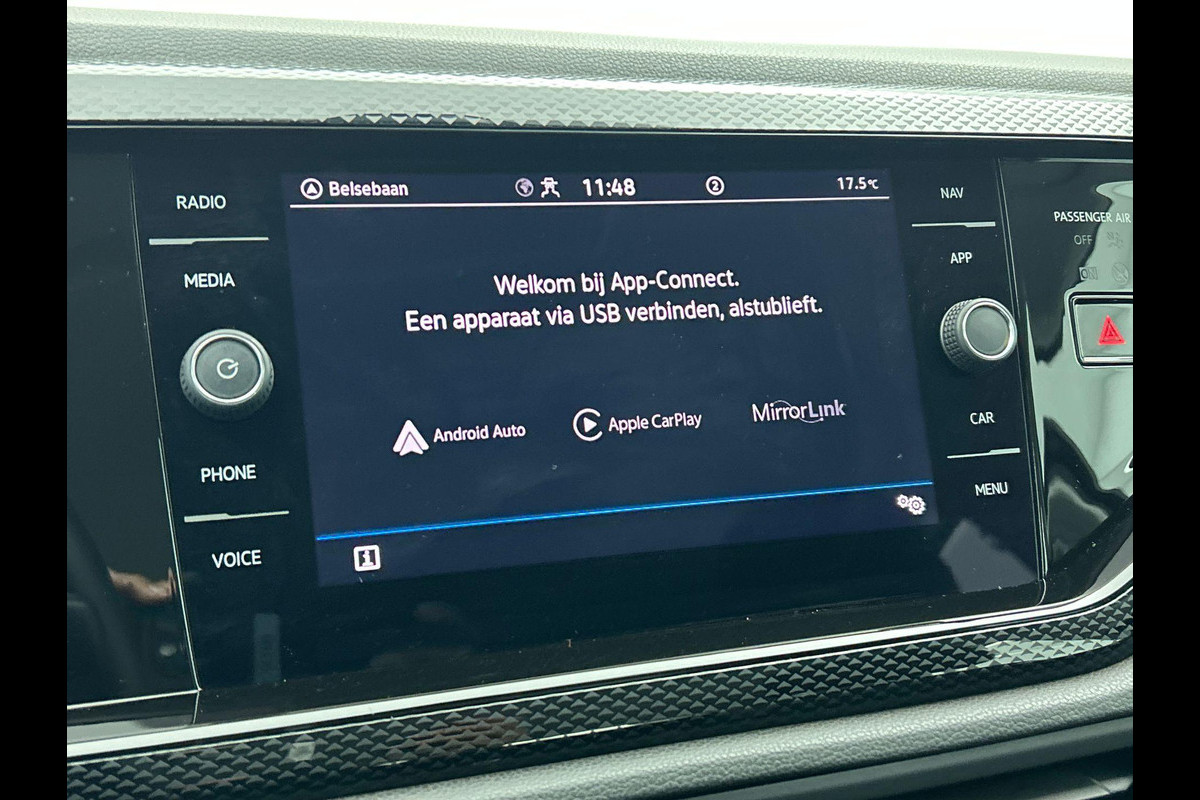 RADIO
MEDIA
PHONE
VOICE
Belsebaan
11:48
2
17.5°C
Welkom bij App-Connect.
Een apparaat via USB verbinden, alstublieft.
Android Auto
Apple CarPlay
MirrorLink
i
NAV
APP
CAR
MENU
PASSENGER AIR
OFF
ON